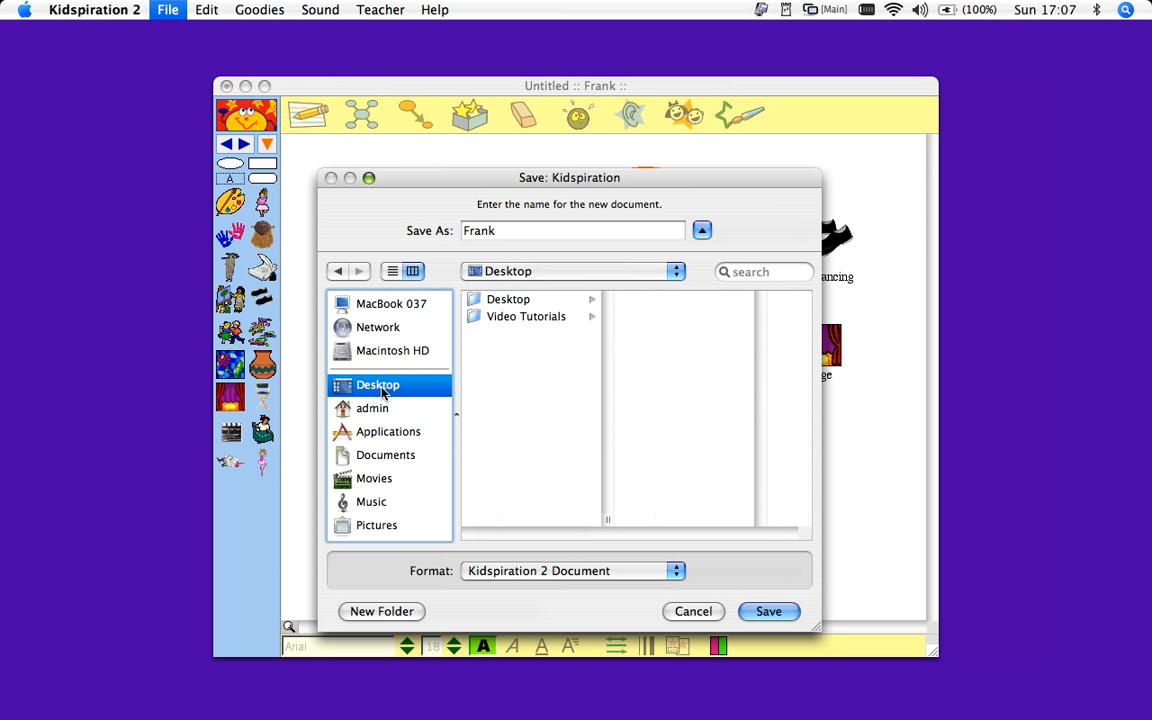 Kidspiration 2 File Edit Goodies Sound Teacher Help [Main] (100%) Sun 17:07
Untitled :: Frank ::
A
Save: Kidspiration
Enter the name for the new document.
Save As: Frank
Desktop search
MacBook 037
Network
Macintosh HD
Desktop
admin
Applications
Documents
Movies
Music
Pictures
Desktop
Video Tutorials
ancing
ge
Format: Kidspiration 2 Document
New Folder Cancel Save
Arial 18 A A A A